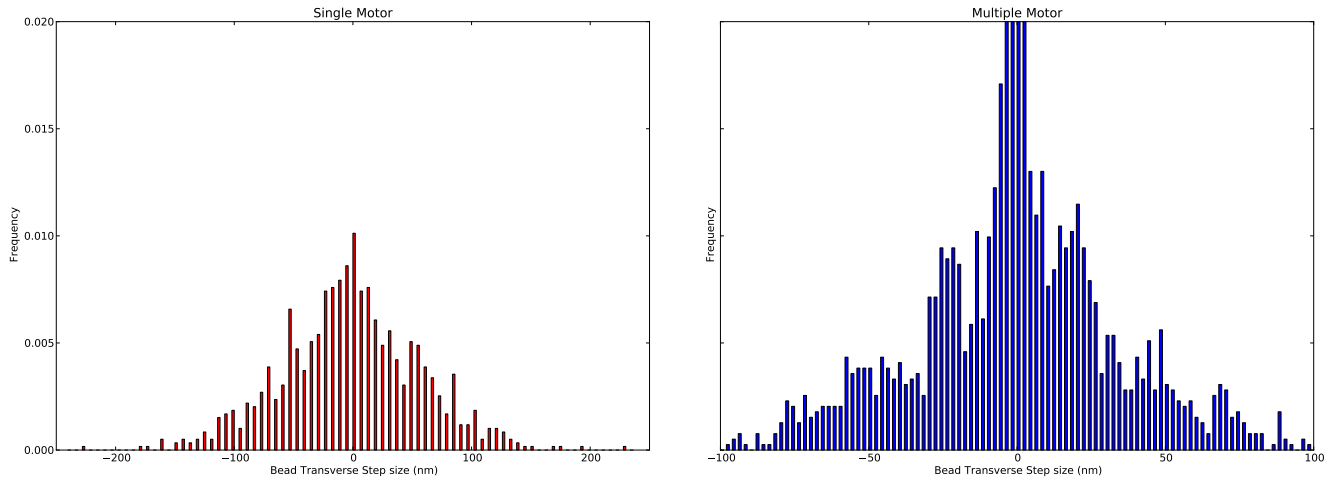 Single Motor
Frequency
0.020
0.015
0.010
0.005
0.000
−200
−100
0
100
200
Bead Transverse Step size (nm)
Multiple Motor
Frequency
−100
−50
0
50
100
Bead Transverse Step size (nm)